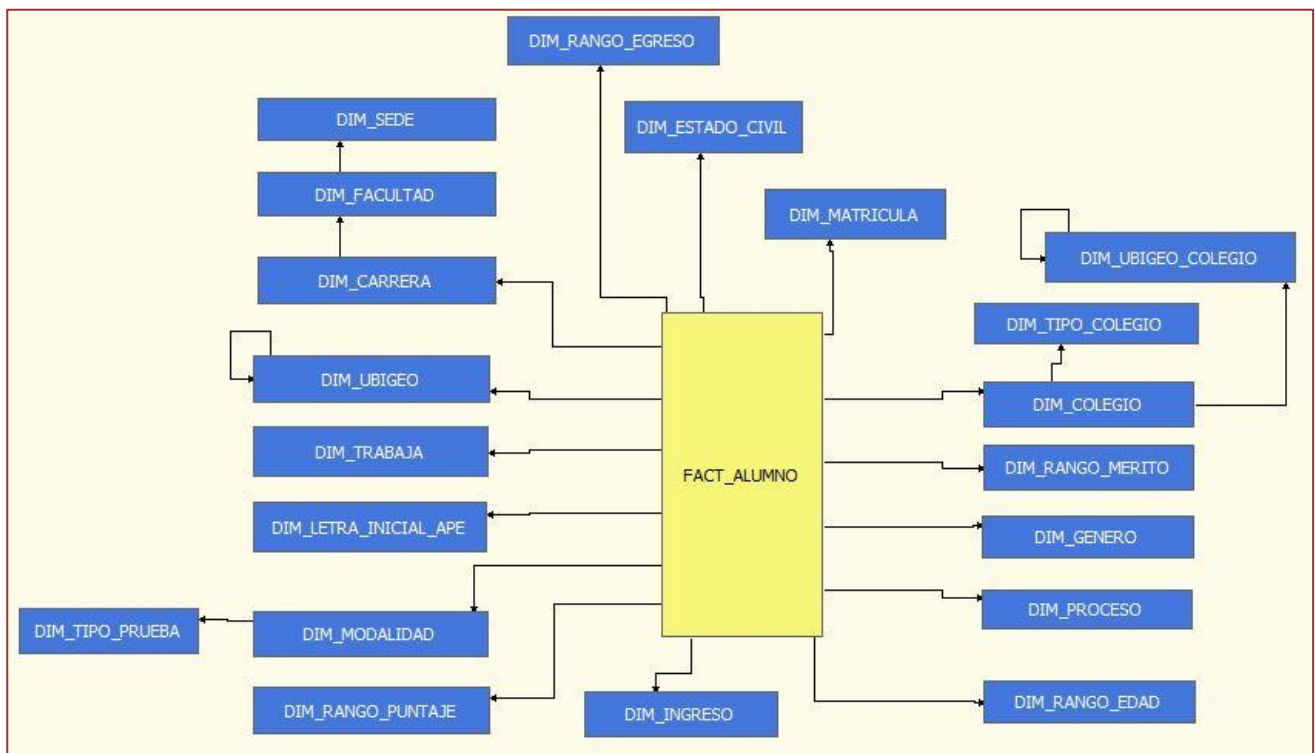 DIM_RANGO_EGRESO
DIM_SEDE
DIM_ESTADO_CIVIL
DIM_FACULTAD
DIM_MATRICULA
DIM_UBIGEO_COLEGIO
DIM_CARRERA
DIM_TIPO_COLEGIO
DIM_UBIGEO
DIM_COLEGIO
DIM_TRABAJA
DIM_RANGO_MERITO
FACT_ALUMNO
DIM_LETRA_INICIAL_APE
DIM_GENERO
DIM_PROCESO
DIM_TIPO_PRUEBA
DIM_MODALIDAD
DIM_RANGO_EDAD
DIM_RANGO_PUNTAJE
DIM_INGRESO